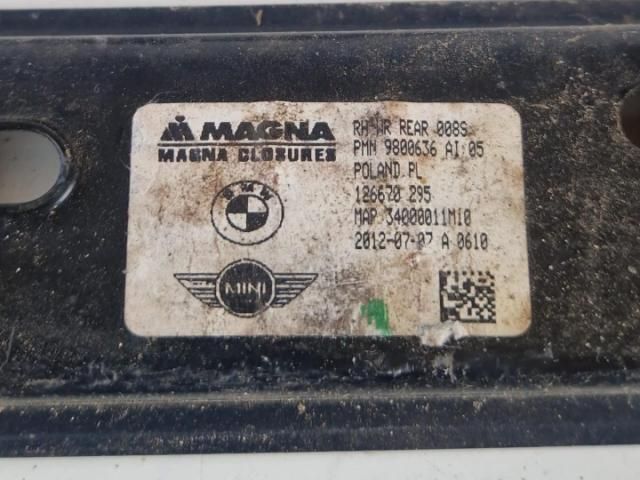 MAGNA
MAGNA CLOSURES
BMW
MINI
RH WR REAR 008S
PMN 9800636 AI 05
POLAND PL
126670 295
MAP 34000011M10
2012-07-07 A 0610